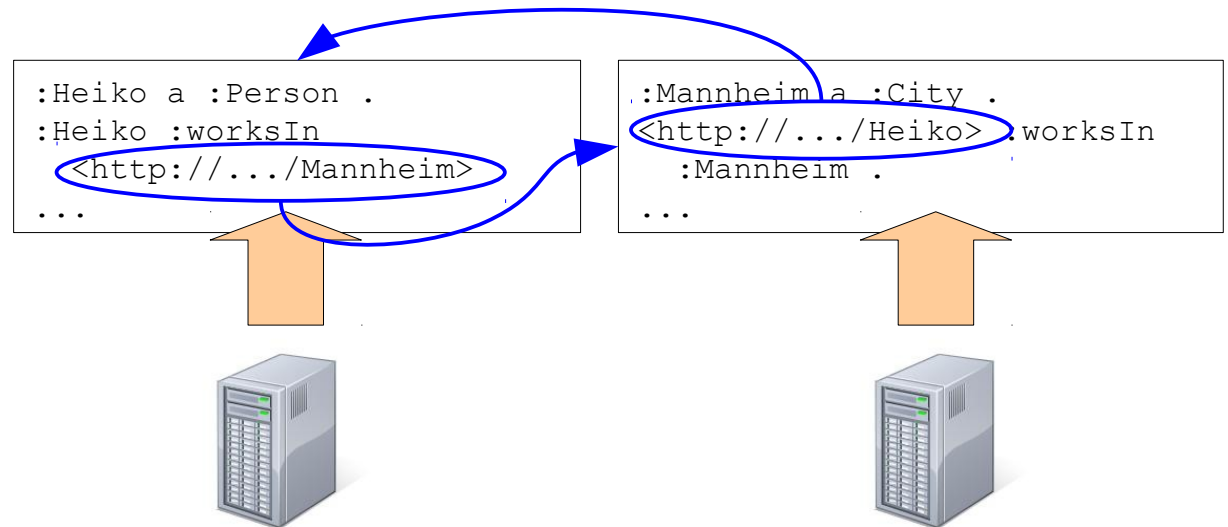 :Heiko a :Person .
:Heiko :worksIn
<http://.../Mannheim>
...
:Mannheim a :City .
<http://.../Heiko> :worksIn
:Mannheim .
...